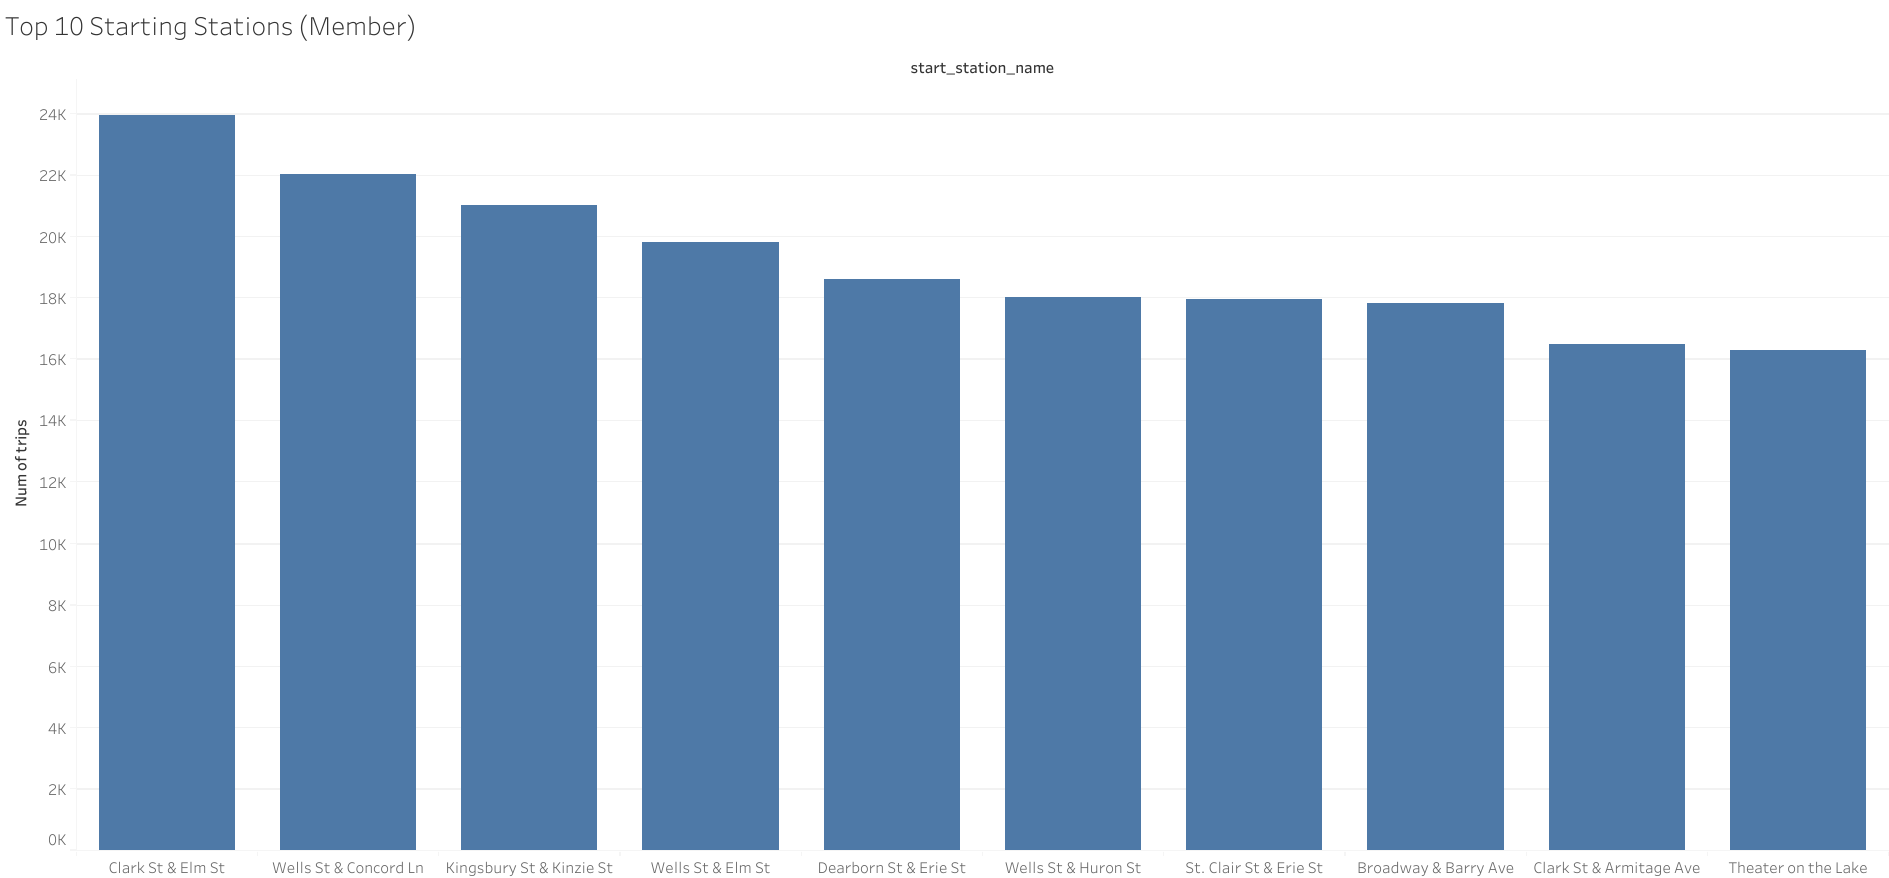 Top 10 Starting Stations (Member)
start_station_name
24K
22K
20K
18K
16K
14K
12K
10K
8K
6K
4K
2K
0K
Num of trips
Clark St & Elm St
Wells St & Concord Ln
Kingsbury St & Kinzie St
Wells St & Elm St
Dearborn St & Erie St
Wells St & Huron St
St. Clair St & Erie St
Broadway & Barry Ave
Clark St & Armitage Ave
Theater on the Lake